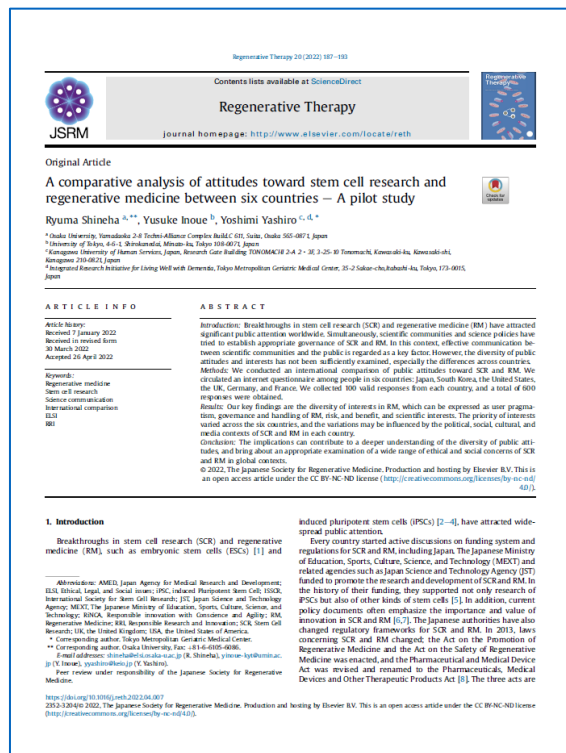 Regenerative Therapy 20 (2022) 187–193
Contents lists available at ScienceDirect
Regenerative Therapy
journal homepage: http://www.elsevier.com/locate/reth
JSRM
Regenerative
Therapy
Original Article
A comparative analysis of attitudes toward stem cell research and
regenerative medicine between six countries – A pilot study
Check for
updates
Ryuma Shineha a, **, Yusuke Inoue b, Yoshimi Yashiro c, d, *
a Osaka University, Yamadaoka 2-8 Techni-Alliance Complex Build,C 611, Suita, Osaka 565-0871, Japan
b University of Tokyo, 4-6-1, Shirokanedai, Minato-ku, Tokyo 108-0071, Japan
c Kanagawa University of Human Services, Japan, Research Gate Building TONOMACHI 2-A 2・3F, 3-25-10 Tonomachi, Kawasaki-ku, Kawasaki-shi,
Kanagawa 210-0821, Japan
d Integrated Research Initiative for Living Well with Dementia, Tokyo Metropolitan Geriatric Medical Center, 35-2 Sakae-cho,Itabashi-ku, Tokyo, 173-0015,
Japan
ARTICLE INFO
Article history:
Received 7 January 2022
Received in revised form
30 March 2022
Accepted 26 April 2022
Keywords:
Regenerative medicine
Stem cell research
Science communication
International comparison
ELSI
RRI
ABSTRACT
Introduction: Breakthroughs in stem cell research (SCR) and regenerative medicine (RM) have attracted
significant public attention worldwide. Simultaneously, scientific communities and science policies have
tried to establish appropriate governance of SCR and RM. In this context, effective communication be-
tween scientific communities and the public is regarded as a key factor. However, the diversity of public
attitudes and interests has not been sufficiently examined, especially the differences across countries.
Methods: We conducted an international comparison of public attitudes toward SCR and RM. We
circulated an internet questionnaire among people in six countries: Japan, South Korea, the United States,
the UK, Germany, and France. We collected 100 valid responses from each country, and a total of 600
responses were obtained.
Results: Our key findings are the diversity of interests in RM, which can be expressed as user pragma-
tism, governance and handling of RM, risk, and benefit, and scientific interests. The priority of interests
varied across the six countries, and the variations may be influenced by the political, social, cultural, and
media contexts of SCR and RM in each country.
Conclusion: The implications can contribute to a deeper understanding of the diversity of public atti-
tudes, and bring about an appropriate examination of a wide range of ethical and social concerns of SCR
and RM in global contexts.
© 2022, The Japanese Society for Regenerative Medicine. Production and hosting by Elsevier B.V. This is
an open access article under the CC BY-NC-ND license (http://creativecommons.org/licenses/by-nc-nd/
4.0/).
1. Introduction
Breakthroughs in stem cell research (SCR) and regenerative
medicine (RM), such as embryonic stem cells (ESCs) [1] and
Abbreviations: AMED, Japan Agency for Medical Research and Development;
ELSI, Ethical, Legal, and Social issues; iPSC, induced Pluripotent Stem Cell; ISSCR,
International Society for Stem Cell Research; JST, Japan Science and Technology
Agency; MEXT, The Japanese Ministry of Education, Sports, Culture, Science, and
Technology; RiNCA, Responsible innovation with Conscience and Agility; RM,
Regenerative Medicine; RRI, Responsible Research and Innovation; SCR, Stem Cell
Research; UK, the United Kingdom; USA, the United States of America.
* Corresponding author. Tokyo Metropolitan Geriatric Medical Center.
** Corresponding author. Osaka University, Fax: +81-6-6105-6086.
E-mail addresses: shineha@elsi.osaka-u.ac.jp (R. Shineha), yinoue-kyt@umin.ac.
jp (Y. Inoue), yyashiro@keio.jp (Y. Yashiro).
Peer review under responsibility of the Japanese Society for Regenerative
Medicine.
induced pluripotent stem cells (iPSCs) [2–4], have attracted wide-
spread public attention.
Every country started active discussions on funding system and
regulations for SCR and RM, including Japan. The Japanese Ministry
of Education, Sports, Culture, Science, and Technology (MEXT) and
related agencies such as Japan Science and Technology Agency (JST)
funded to promote the research and development of SCR and RM. In
the history of their funding, they supported not only research of
iPSCs but also of other kinds of stem cells [5]. In addition, current
policy documents often emphasize the importance and value of
innovation in SCR and RM [6,7]. The Japanese authorities have also
changed regulatory frameworks for SCR and RM. In 2013, laws
concerning SCR and RM changed; the Act on the Promotion of
Regenerative Medicine and the Act on the Safety of Regenerative
Medicine was enacted, and the Pharmaceutical and Medical Device
Act was revised and renamed to the Pharmaceuticals, Medical
Devices and Other Therapeutic Products Act [8]. The three acts are
https://doi.org/10.1016/j.reth.2022.04.007
2352-3204/© 2022, The Japanese Society for Regenerative Medicine. Production and hosting by Elsevier B.V. This is an open access article under the CC BY-NC-ND license
(http://creativecommons.org/licenses/by-nc-nd/4.0/).